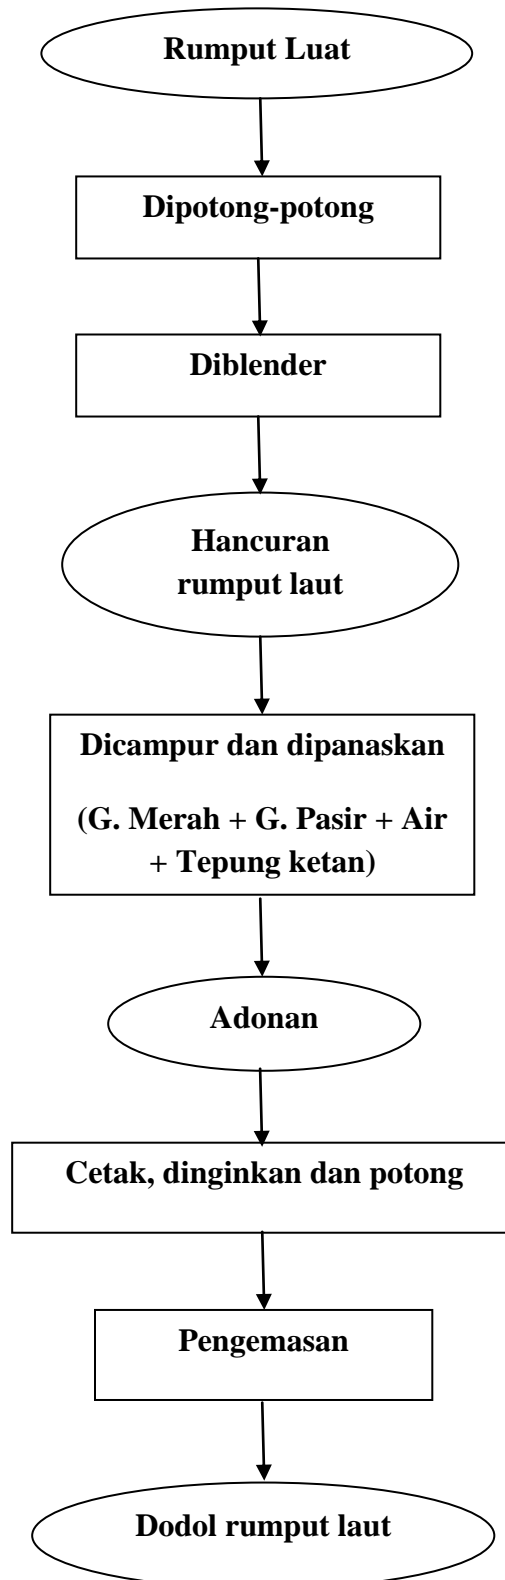 Rumput Luat
Dipotong-potong
Diblender
Hancuran
rumput laut
Dicampur dan dipanaskan
(G. Merah + G. Pasir + Air
+ Tepung ketan)
Adonan
Cetak, dinginkan dan potong
Pengemasan
Dodol rumput laut